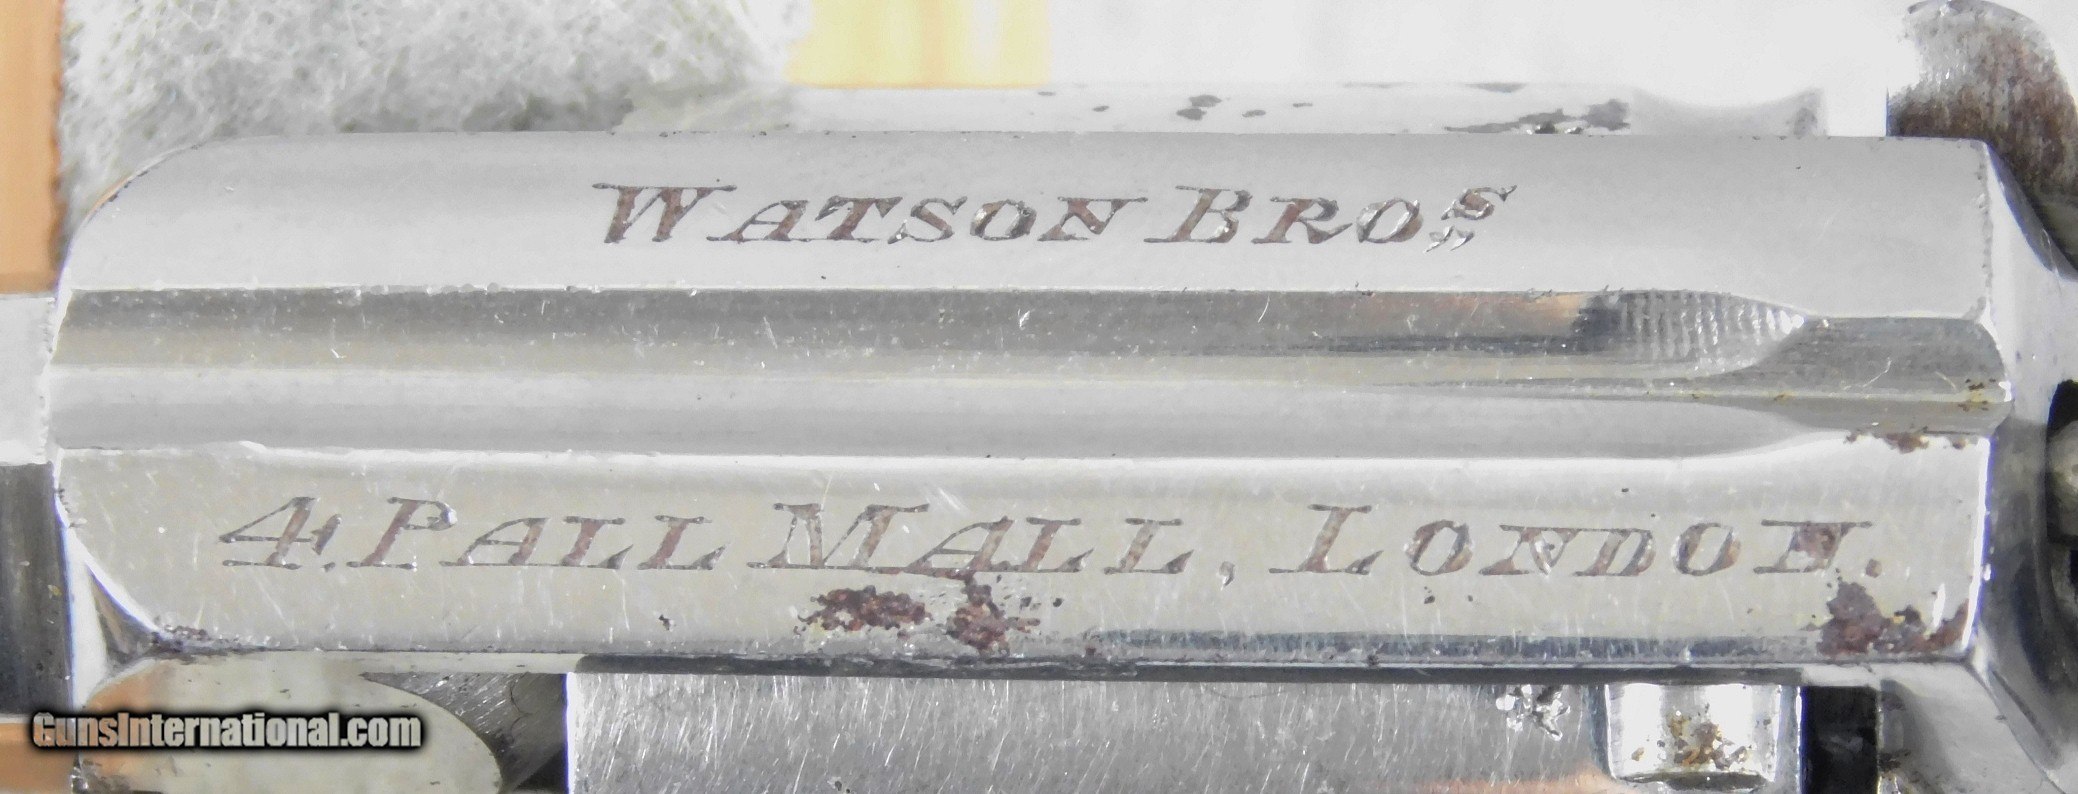 WATSON BROS
4. PALL MALL, LONDON.
GunsInternational.com